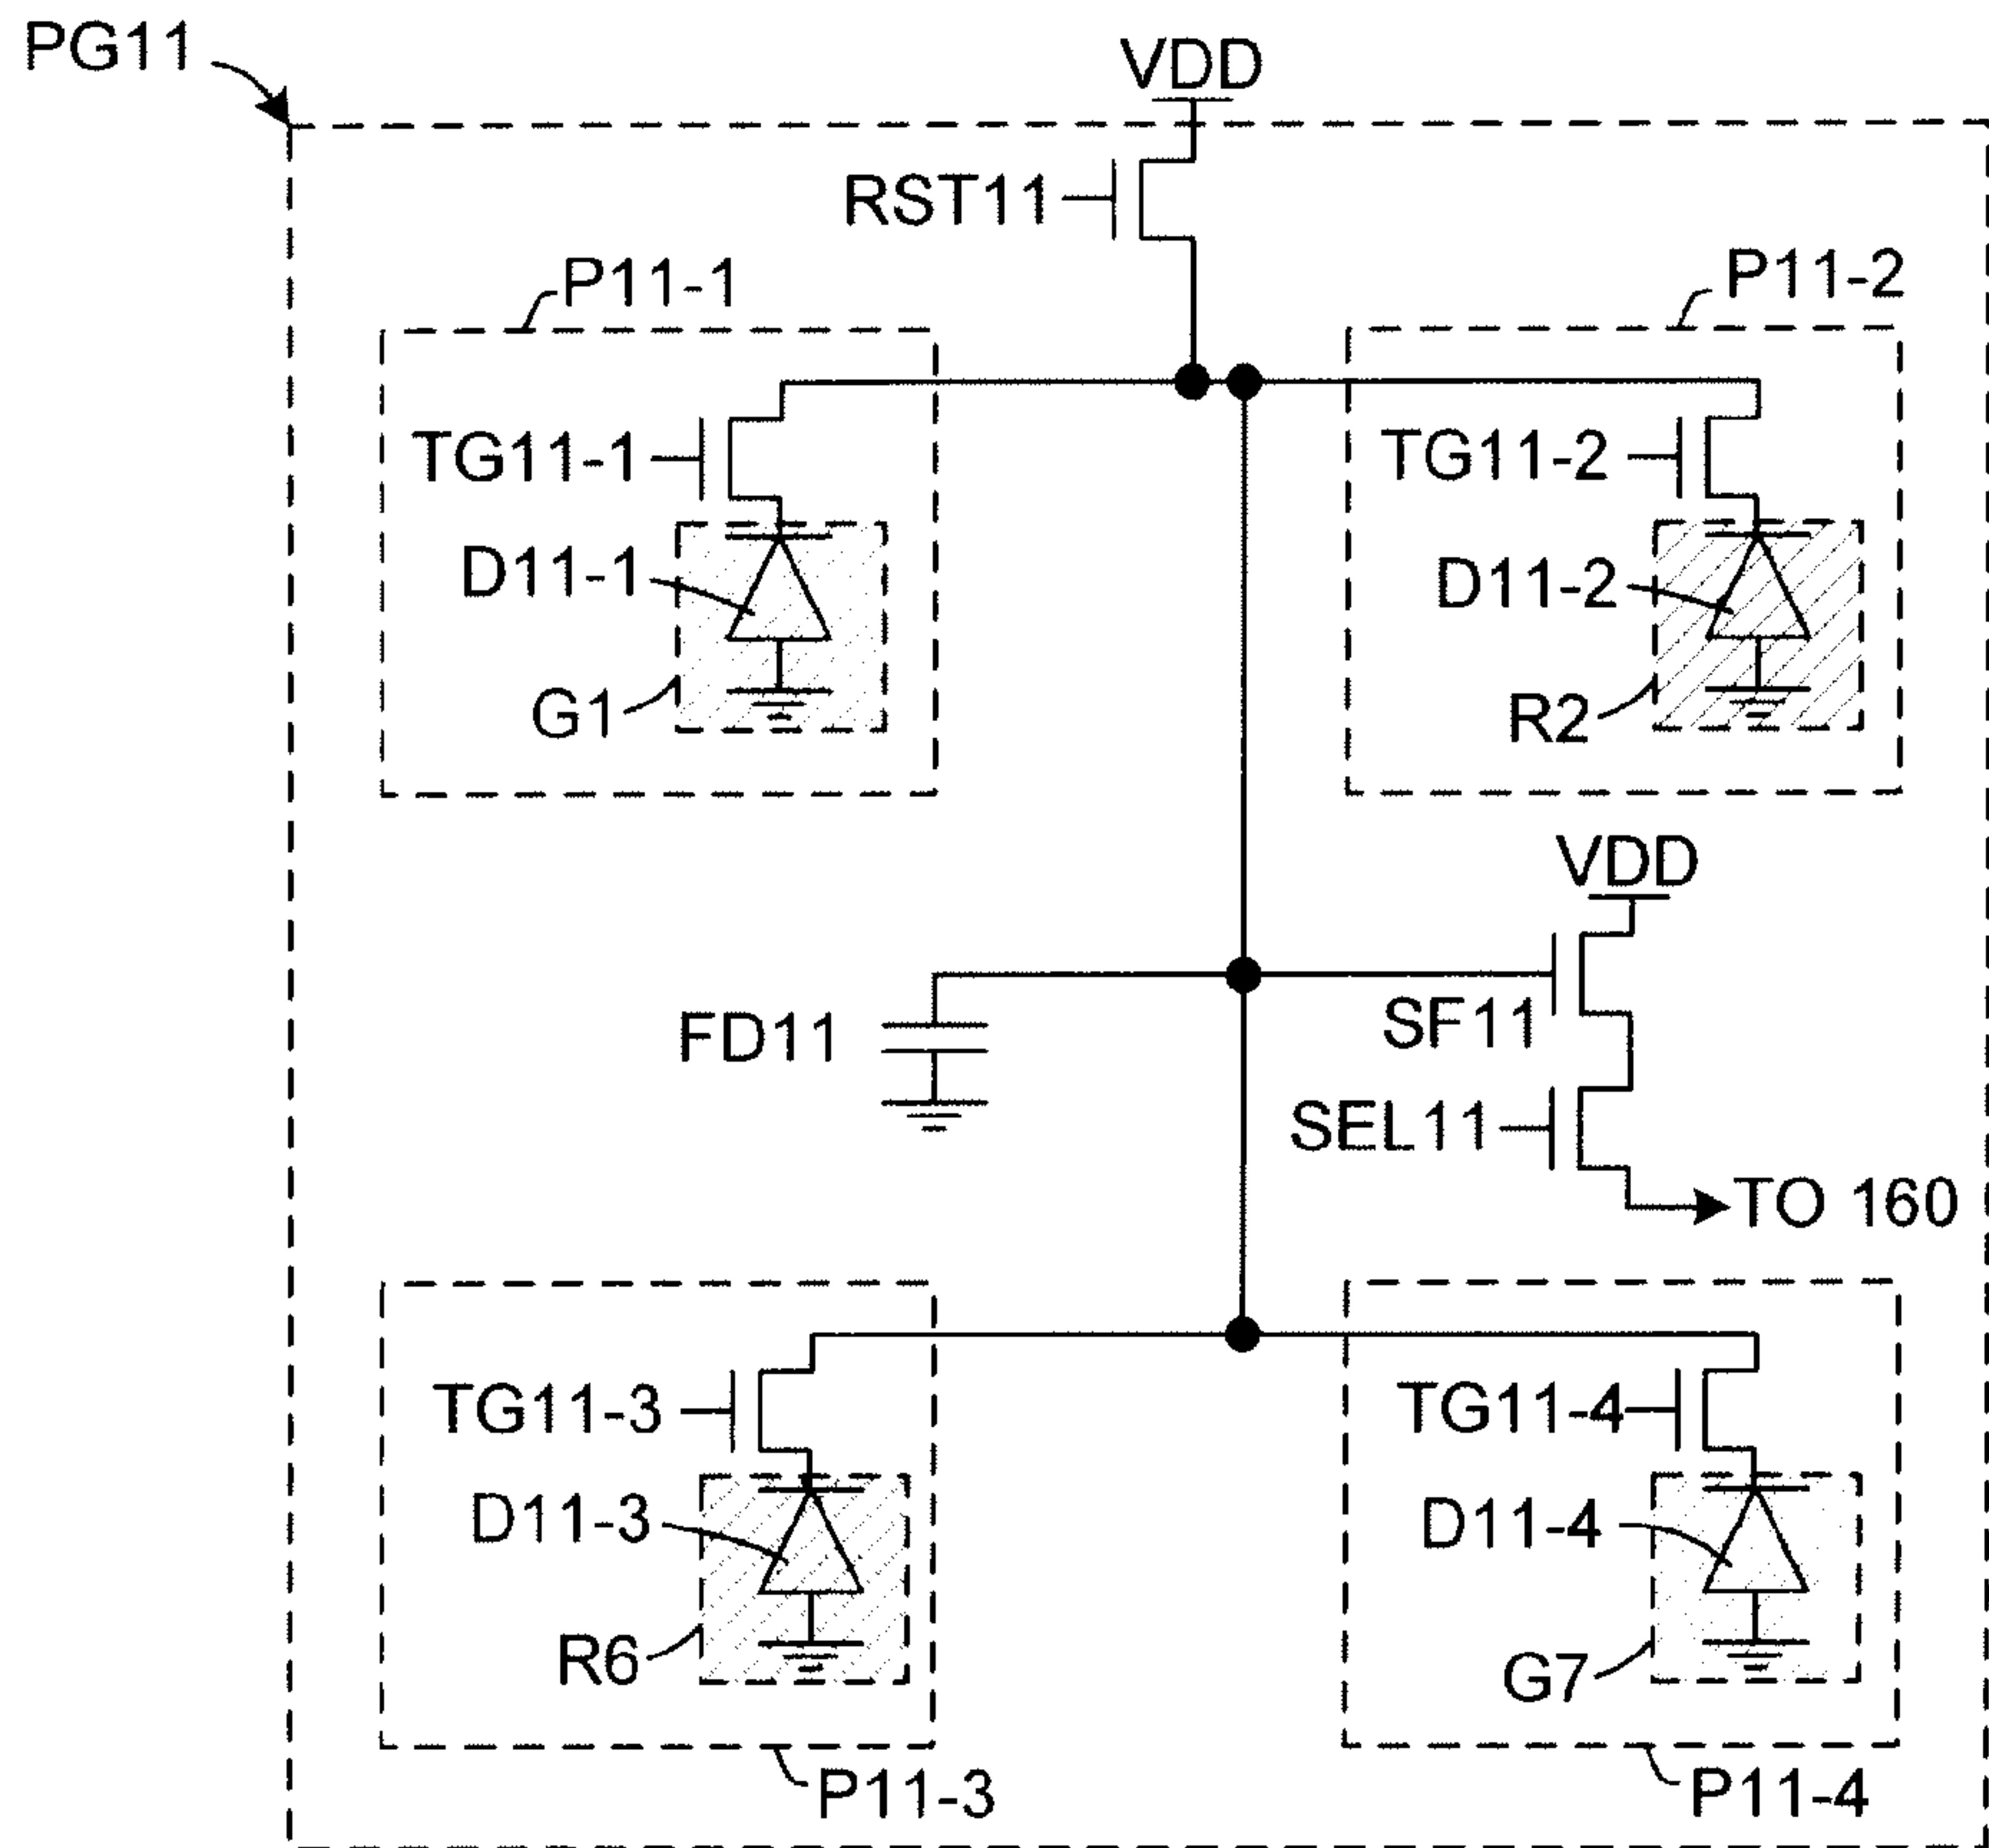 PG11
VDD
RST11
P11-1
P11-2
TG11-1
TG11-2
D11-1
D11-2
G1
R2
VDD
FD11
SF11
SEL11
TO 160
TG11-3
TG11-4
D11-3
D11-4
R6
G7
P11-3
P11-4